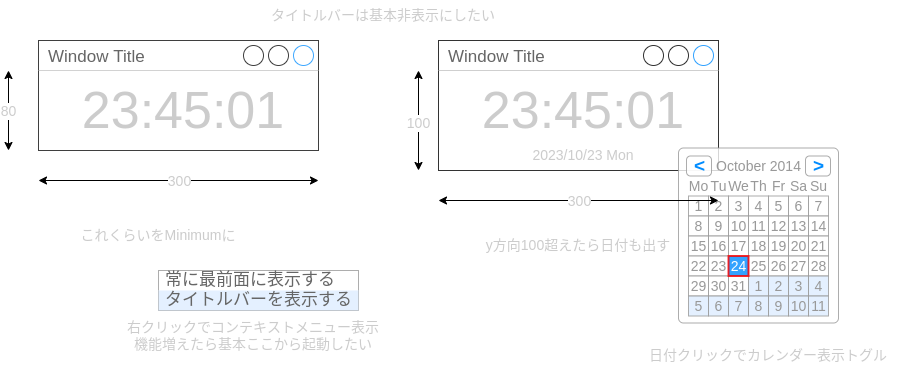 タイトルバーは基本非表示にしたい
Window Title
80
23:45:01
300
これくらいをMinimumに
常に最前面に表示する
タイトルバーを表示する
右クリックでコンテキストメニュー表示
機能増えたら基本ここから起動したい
Window Title
100
23:45:01
2023/10/23 Mon
300
y方向100超えたら日付も出す
< October 2014 >
Mo Tu We Th Fr Sa Su
1 2 3 4 5 6 7
8 9 10 11 12 13 14
15 16 17 18 19 20 21
22 23 24 25 26 27 28
29 30 31 1 2 3 4
5 6 7 8 9 10 11
日付クリックでカレンダー表示トグル